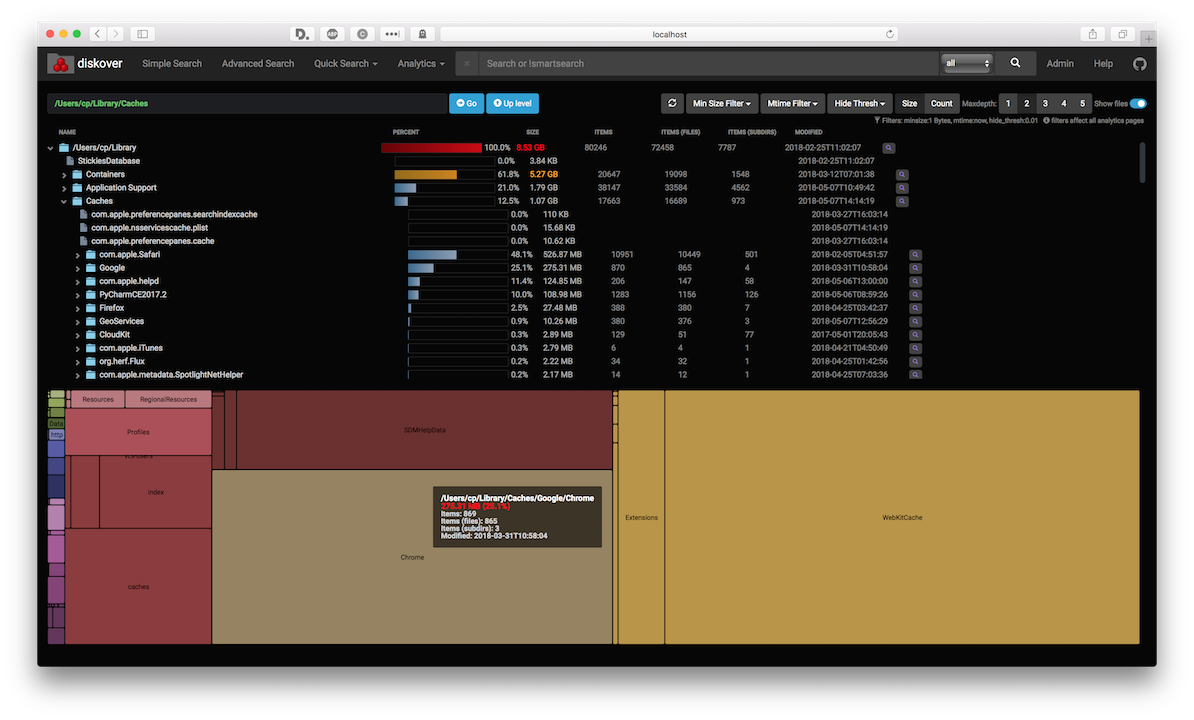 localhost
diskover Simple Search Advanced Search Quick Search Analytics × Search or !smartsearch all Admin Help
/Users/cp/Library/Caches Go Up level Min Size Filter Mtime Filter Hide Thresh Size Count Maxdepth: 1 2 3 4 5 Show files
Filters: minsize:1 Bytes, mtime:now, hide_thresh:0.01 filters affect all analytics pages
NAME PERCENT SIZE ITEMS ITEMS (FILES) ITEMS (SUBDIRS) MODIFIED
/Users/cp/Library 100.0% 8.53 GB 80246 72458 7787 2018-02-25T11:02:07
StickiesDatabase 0.0% 3.84 KB 2018-02-25T11:02:07
Containers 61.8% 5.27 GB 20647 19098 1548 2018-03-12T07:01:38
Application Support 21.0% 1.79 GB 38147 33584 4562 2018-05-07T10:49:42
Caches 12.5% 1.07 GB 17663 16689 973 2018-05-07T14:14:19
com.apple.preferencepanes.searchindexcache 0.0% 110 KB 2018-03-27T16:03:14
com.apple.nsservicescache.plist 0.0% 15.68 KB 2018-05-07T14:14:19
com.apple.preferencepanes.cache 0.0% 10.62 KB 2018-03-27T16:03:14
com.apple.Safari 48.1% 526.87 MB 10951 10449 501 2018-02-05T04:51:57
Google 25.1% 275.31 MB 870 865 4 2018-03-31T10:58:04
com.apple.helpd 11.4% 124.85 MB 206 147 58 2018-05-06T13:00:00
PyCharmCE2017.2 10.0% 108.98 MB 1283 1156 126 2018-05-06T08:59:26
Firefox 2.5% 27.48 MB 388 380 7 2018-04-25T03:42:37
GeoServices 0.9% 10.26 MB 380 376 3 2018-05-07T12:56:29
CloudKit 0.3% 2.89 MB 129 51 77 2017-05-01T20:05:43
com.apple.iTunes 0.3% 2.79 MB 6 4 1 2018-04-21T04:50:49
org.herf.Flux 0.2% 2.22 MB 34 32 1 2018-04-25T01:42:56
com.apple.metadata.SpotlightNetHelper 0.2% 2.17 MB 14 12 1 2018-04-25T07:03:36
Resources RegionalResources
Data
http
Profiles
SDMHelpData
index
caches
Chrome
/Users/cp/Library/Caches/Google/Chrome
275.31 MB (25.1%)
Items: 869
Items (files): 865
Items (subdirs): 3
Modified: 2018-03-31T10:58:04
Extensions
WebKitCache